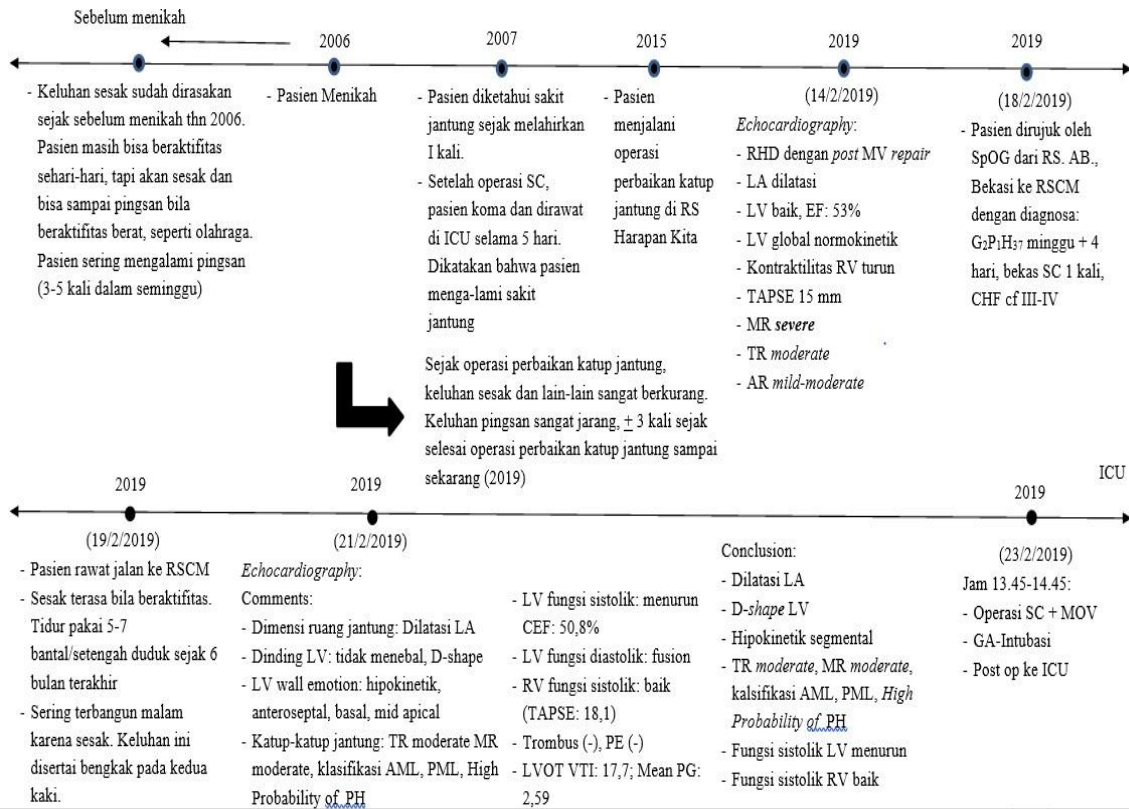 Sebelum menikah
2006
2007
2015
2019
2019
(14/2/2019)
(18/2/2019)
- Keluhan sesak sudah dirasakan
sejak sebelum menikah thn 2006.
Pasien masih bisa beraktifitas
sehari-hari, tapi akan sesak dan
bisa sampai pingsan bila
beraktifitas berat, seperti olahraga.
Pasien sering mengalami pingsan
(3-5 kali dalam seminggu)
- Pasien Menikah
- Pasien diketahui sakit
jantung sejak melahirkan
I kali.
- Setelah operasi SC,
pasien koma dan dirawat
di ICU selama 5 hari.
Dikatakan bahwa pasien
menga-lami sakit
jantung
- Pasien
menjalani
operasi
perbaikan katup
jantung di RS
Harapan Kita
Echocardiography:
- RHD dengan post MV repair
- LA dilatasi
- LV baik, EF: 53%
- LV global normokinetik
- Kontraktilitas RV turun
- TAPSE 15 mm
- MR severe
- TR moderate
- AR mild-moderate
- Pasien dirujuk oleh
SpOG dari RS. AB.,
Bekasi ke RSCM
dengan diagnosa:
G₂P₁H₃₇ minggu + 4
hari, bekas SC 1 kali,
CHF cf III-IV
Sejak operasi perbaikan katup jantung,
keluhan sesak dan lain-lain sangat berkurang.
Keluhan pingsan sangat jarang, ± 3 kali sejak
selesai operasi perbaikan katup jantung sampai
sekarang (2019)
2019
2019
2019
ICU
(19/2/2019)
(21/2/2019)
(23/2/2019)
- Pasien rawat jalan ke RSCM
- Sesak terasa bila beraktifitas.
Tidur pakai 5-7
bantal/setengah duduk sejak 6
bulan terakhir
- Sering terbangun malam
karena sesak. Keluhan ini
disertai bengkak pada kedua
kaki.
Echocardiography:
Comments:
- Dimensi ruang jantung: Dilatasi LA
- Dinding LV: tidak menebal, D-shape
- LV wall emotion: hipokinetik,
anteroseptal, basal, mid apical
- Katup-katup jantung: TR moderate MR
moderate, klasifikasi AML, PML, High
Probability of PH
- LV fungsi sistolik: menurun
CEF: 50,8%
- LV fungsi diastolik: fusion
- RV fungsi sistolik: baik
(TAPSE: 18,1)
- Trombus (-), PE (-)
- LVOT VTI: 17,7; Mean PG:
2,59
Conclusion:
- Dilatasi LA
- D-shape LV
- Hipokinetik segmental
- TR moderate, MR moderate,
kalsifikasi AML, PML, High
Probability of PH
- Fungsi sistolik LV menurun
- Fungsi sistolik RV baik
Jam 13.45-14.45:
- Operasi SC + MOV
- GA-Intubasi
- Post op ke ICU